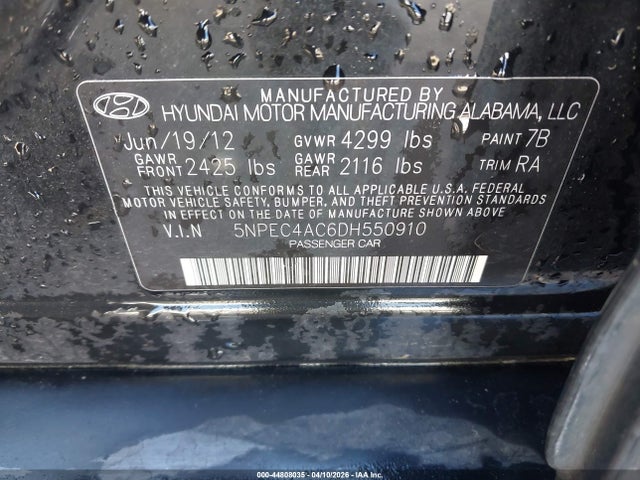 MANUFACTURED BY
HYUNDAI MOTOR MANUFACTURING ALABAMA, LLC
Jun/19/12 GVWR 4299 lbs PAINT 7B
GAWR FRONT 2425 lbs GAWR REAR 2116 lbs TRIM RA
THIS VEHICLE CONFORMS TO ALL APPLICABLE U.S.A. FEDERAL
MOTOR VEHICLE SAFETY, BUMPER, AND THEFT PREVENTION STANDARDS
IN EFFECT ON THE DATE OF MANUFACTURE SHOWN ABOVE.
V.I.N 5NPEC4AC6DH550910
PASSENGER CAR
000-44808035 - 04/10/2026 - IAA Inc.